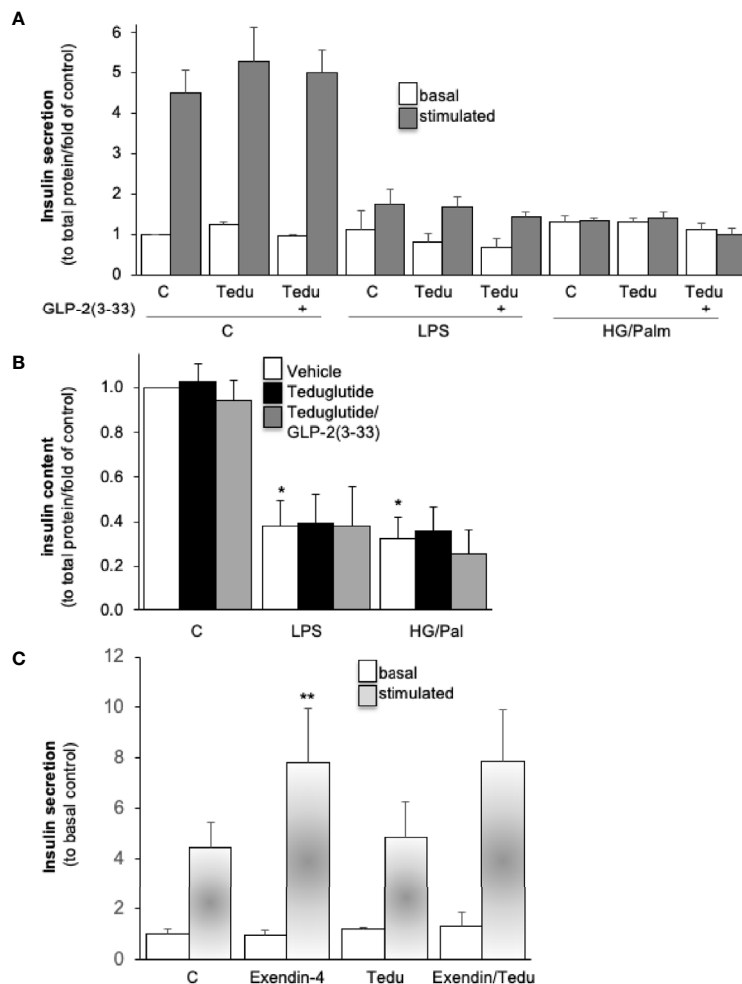 A
Insulin secretion
(to total protein/fold of control)
6
5
4
3
2
1
0
basal
stimulated
C Tedu Tedu C Tedu Tedu C Tedu Tedu
GLP-2(3-33) + + +
C LPS HG/Palm
B
insulin content
(to total protein/fold of control)
1.0
0.8
0.6
0.4
0.2
0.0
Vehicle
Teduglutide
Teduglutide/
GLP-2(3-33)
* *
C LPS HG/Pal
C
Insulin secretion
(to basal control)
12
10
8
6
4
2
0
basal
stimulated
**
C Exendin-4 Tedu Exendin/Tedu